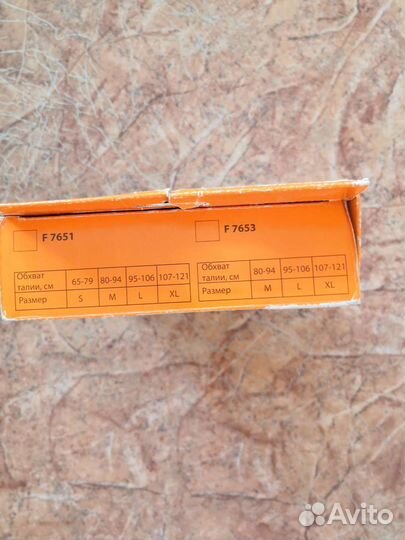 F 7651
Обхват талии, см 65-79 80-94 95-106 107-121
Размер S M L XL
F 7653
Обхват талии, см 80-94 95-106 107-121
Размер M L XL
Avito